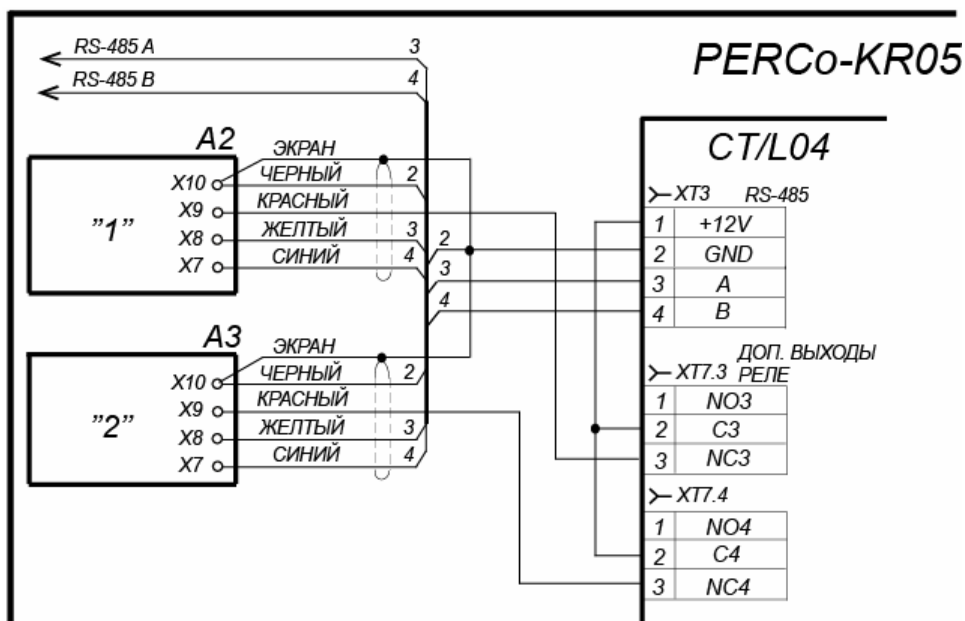 RS-485 A 3
RS-485 B 4
PERCo-KR05
A2
ЭКРАН
X10 ЧЕРНЫЙ 2
X9 КРАСНЫЙ
"1" X8 ЖЕЛТЫЙ 3
X7 СИНИЙ 4
2
3
4
A3
ЭКРАН
X10 ЧЕРНЫЙ 2
X9 КРАСНЫЙ
"2" X8 ЖЕЛТЫЙ 3
X7 СИНИЙ 4
CT/L04
XT3 RS-485
1 +12V
2 GND
3 A
4 B
XT7.3 ДОП. ВЫХОДЫ
РЕЛЕ
1 NO3
2 C3
3 NC3
XT7.4
1 NO4
2 C4
3 NC4